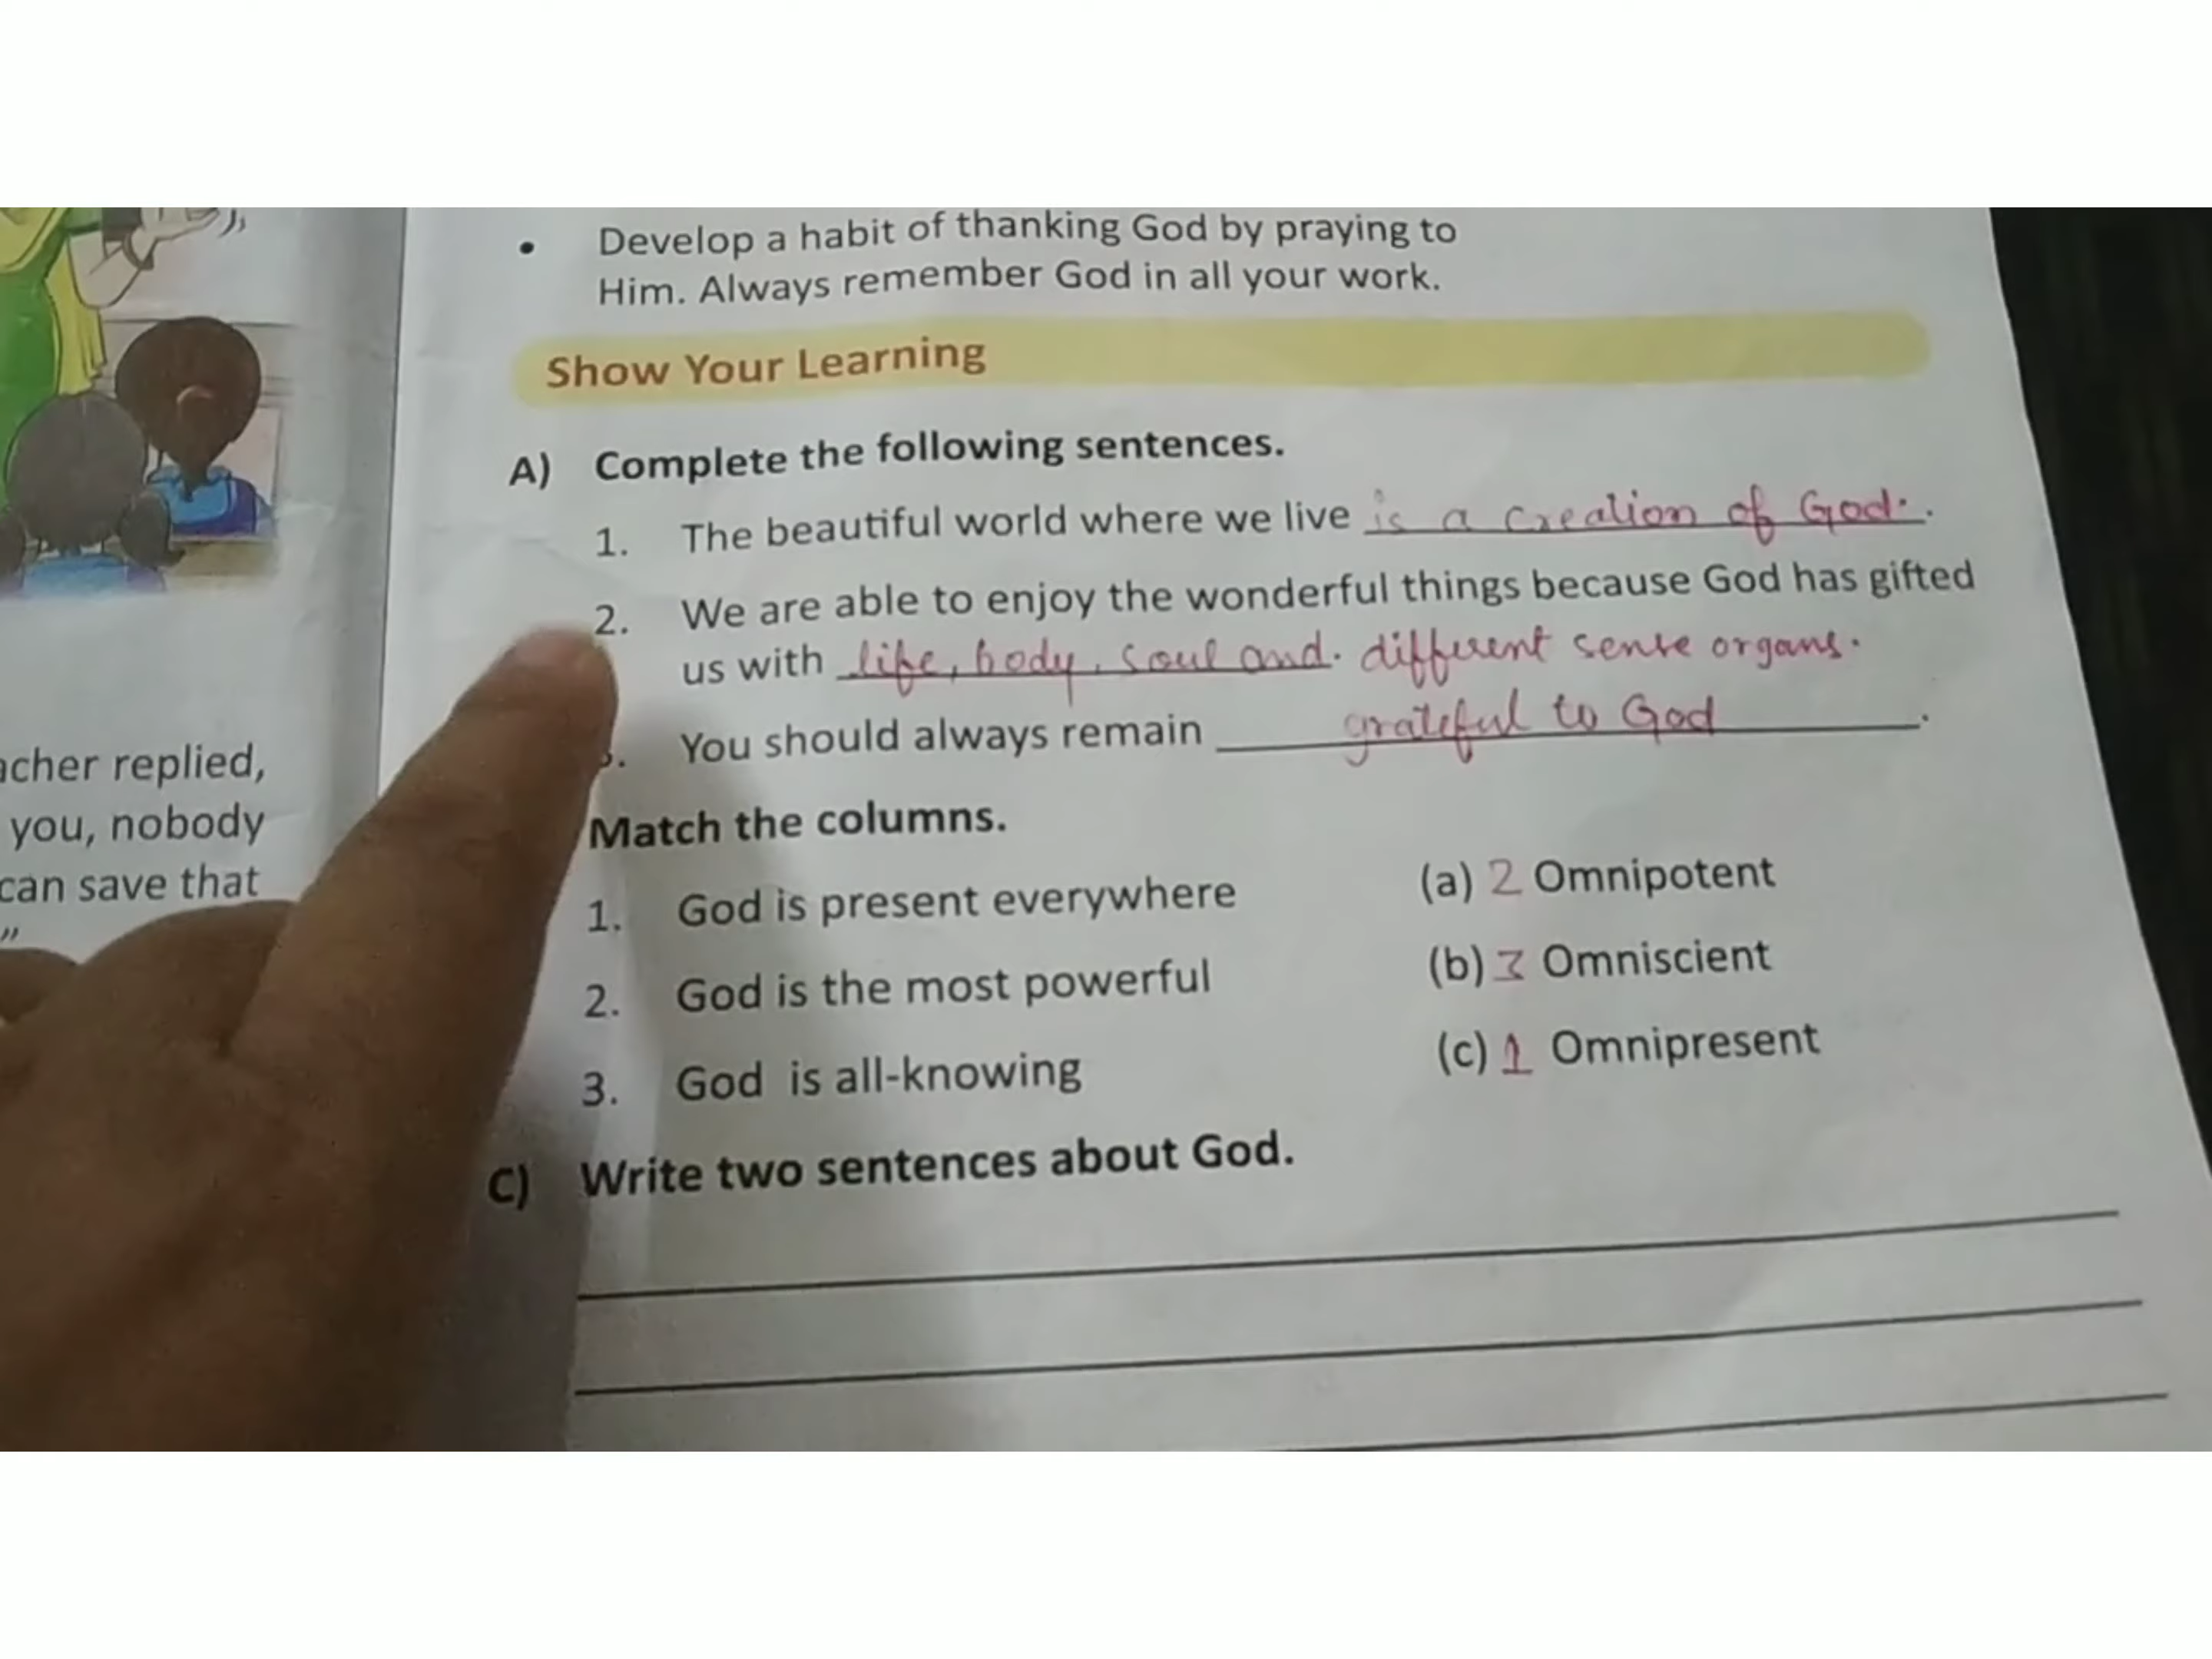 acher replied,
you, nobody
can save that
"
• Develop a habit of thanking God by praying to
Him. Always remember God in all your work.
Show Your Learning
A) Complete the following sentences.
1. The beautiful world where we live is a creation of God.
2. We are able to enjoy the wonderful things because God has gifted
us with life, body, soul and. different sense organs.
You should always remain grateful to God.
Match the columns.
1. God is present everywhere (a) 2 Omnipotent
2. God is the most powerful (b) 3 Omniscient
3. God is all-knowing (c) 1 Omnipresent
C) Write two sentences about God.